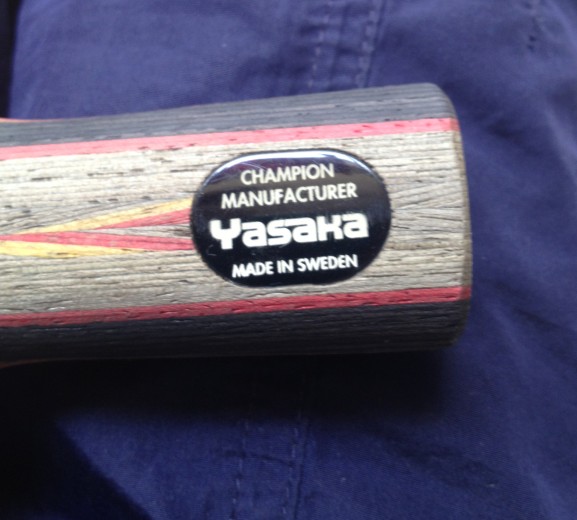 CHAMPION
MANUFACTURER
Yasaka
MADE IN SWEDEN